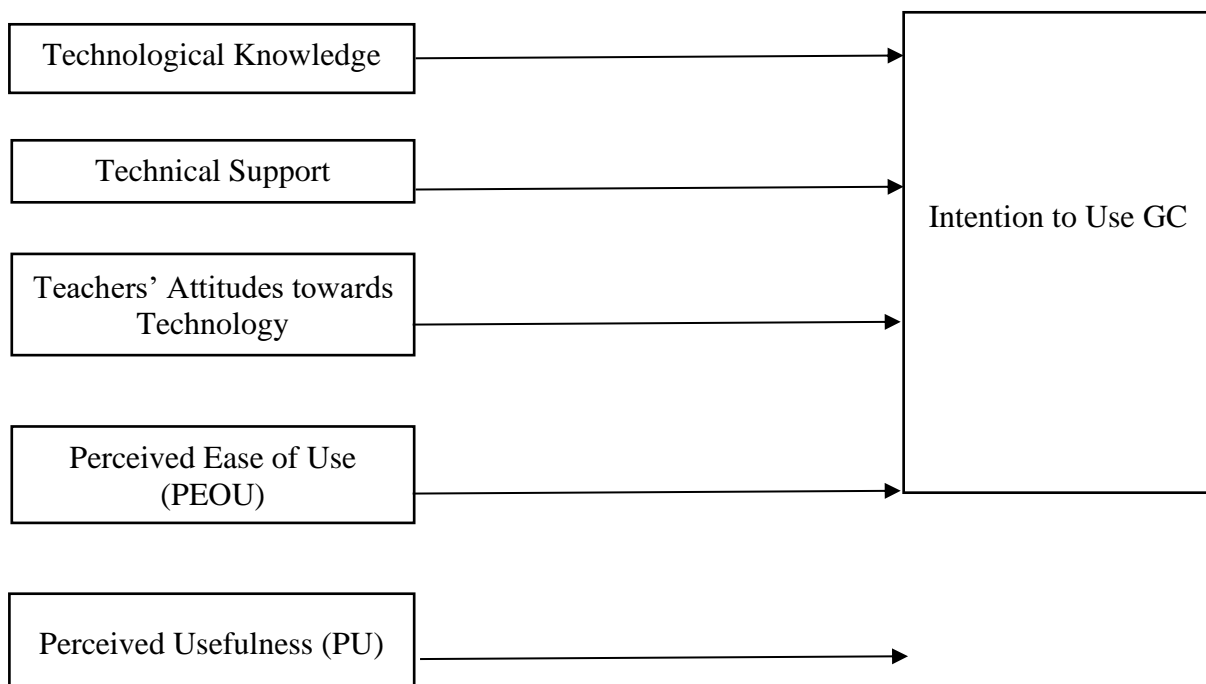 Technological Knowledge
Technical Support
Intention to Use GC
Teachers’ Attitudes towards
Technology
Perceived Ease of Use
(PEOU)
Perceived Usefulness (PU)